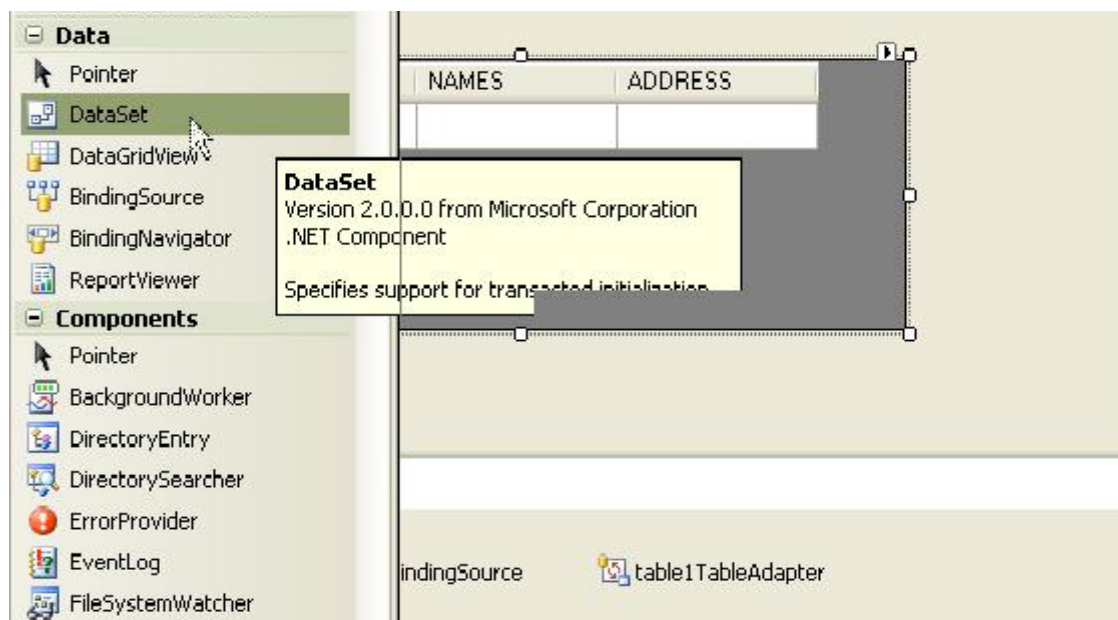 Data
Pointer
DataSet
DataGridView
BindingSource
BindingNavigator
ReportViewer
Components
Pointer
BackgroundWorker
DirectoryEntry
DirectorySearcher
ErrorProvider
EventLog
FileSystemWatcher
NAMES ADDRESS
DataSet
Version 2.0.0.0 from Microsoft Corporation
.NET Component
Specifies support for transacted initialization
indingSource table1TableAdapter